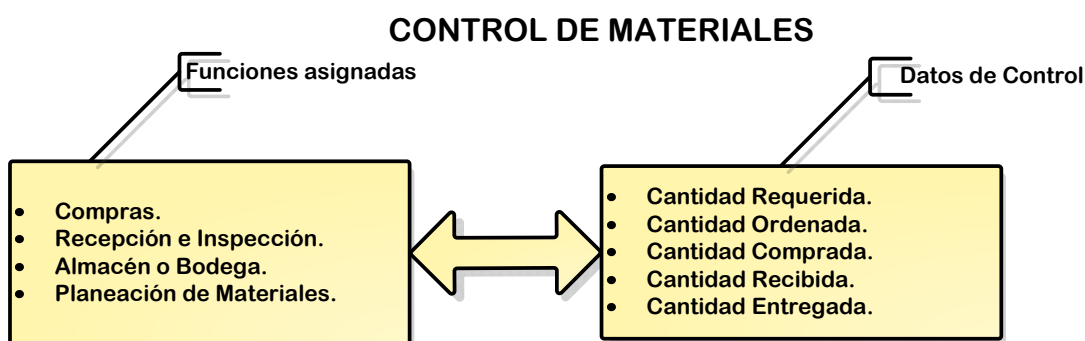 CONTROL DE MATERIALES
Funciones asignadas
Datos de Control
• Compras.
• Recepción e Inspección.
• Almacén o Bodega.
• Planeación de Materiales.
• Cantidad Requerida.
• Cantidad Ordenada.
• Cantidad Comprada.
• Cantidad Recibida.
• Cantidad Entregada.